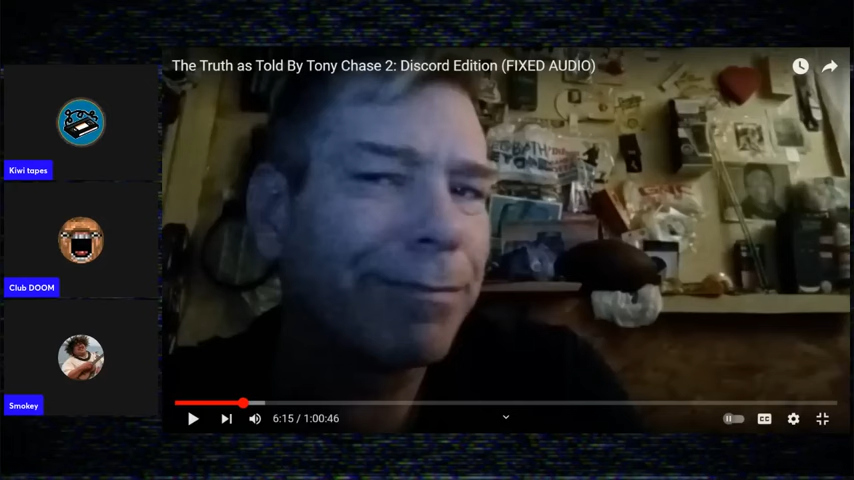 The Truth as Told By Tony Chase 2: Discord Edition (FIXED AUDIO)
Kiwi tapes
Club DOOM
Smokey
6:15 / 1:00:46
CC